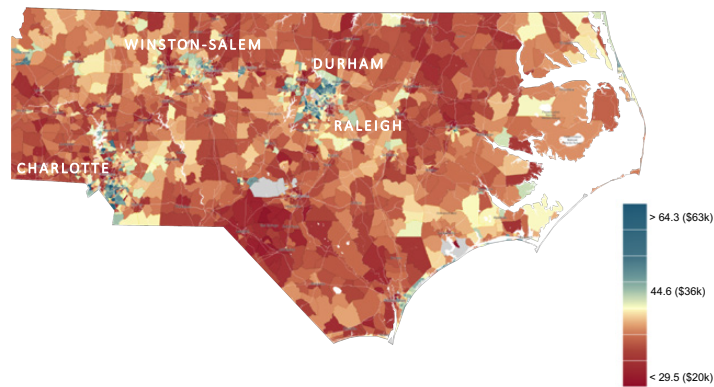 WINSTON-SALEM
DURHAM
RALEIGH
CHARLOTTE
> 64.3 ($63k)
44.6 ($36k)
< 29.5 ($20k)